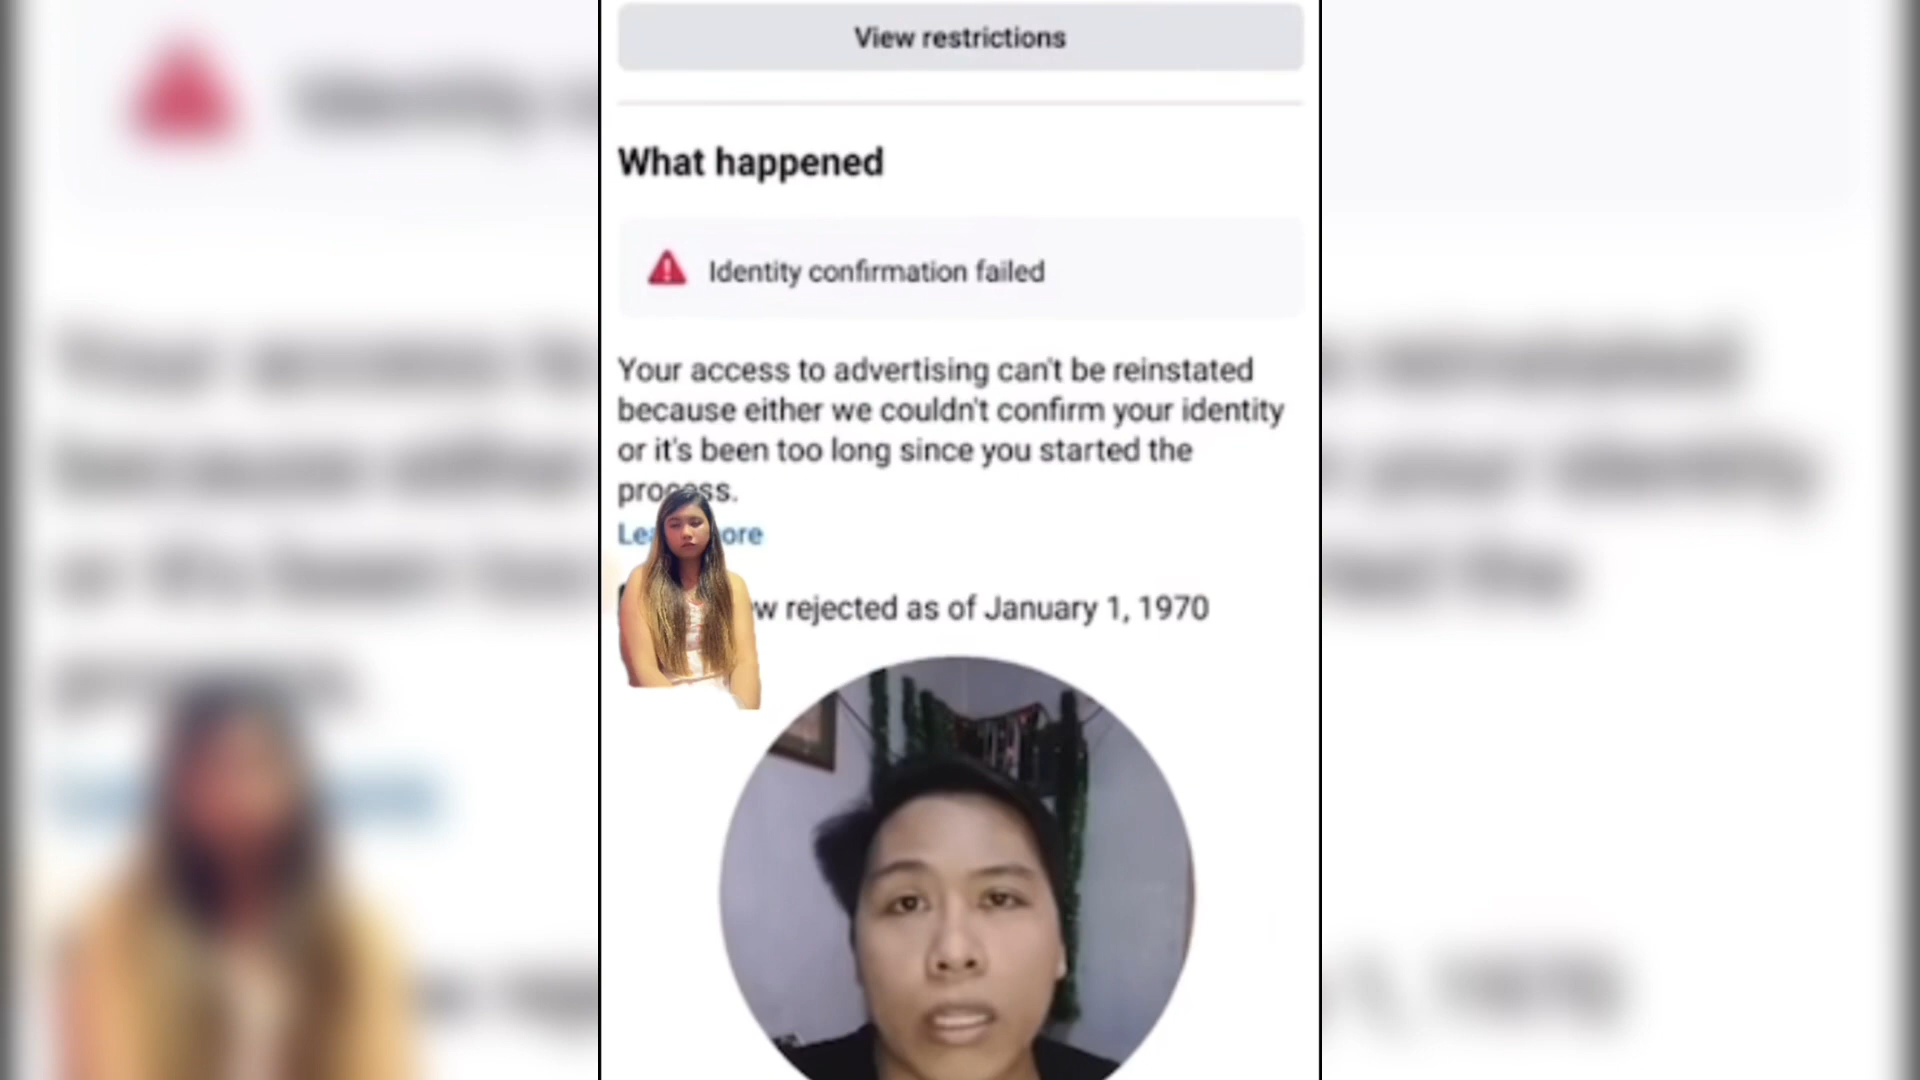 View restrictions
What happened
Identity confirmation failed
Your access to advertising can't be reinstated
because either we couldn't confirm your identity
or it's been too long since you started the
process.
rejected as of January 1, 1970